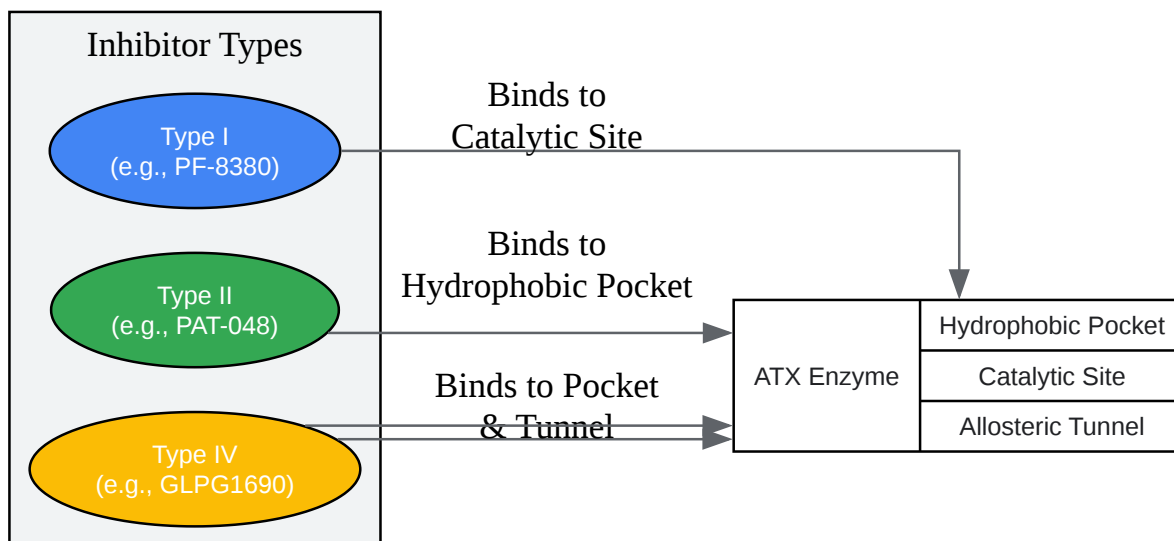 Inhibitor Types
Type I
(e.g., PF-8380)
Binds to
Catalytic Site
Type II
(e.g., PAT-048)
Binds to
Hydrophobic Pocket
Type IV
(e.g., GLPG1690)
Binds to Pocket
& Tunnel
ATX Enzyme
Hydrophobic Pocket
Catalytic Site
Allosteric Tunnel